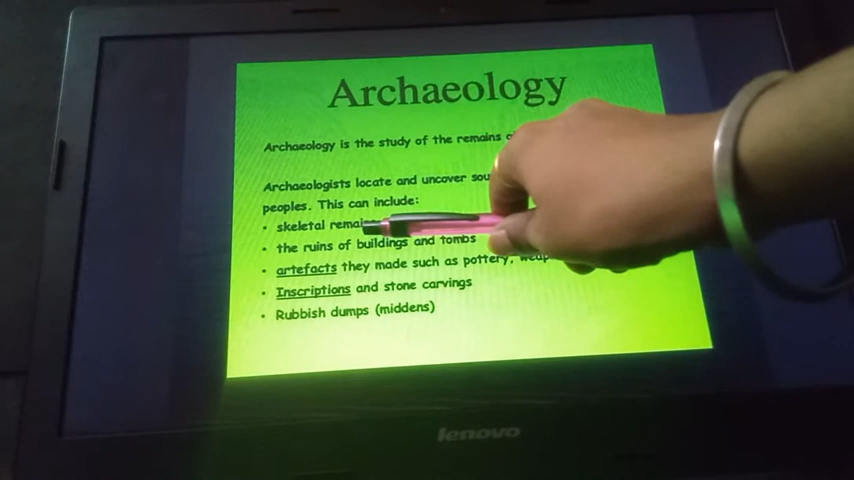 Archaeology
Archaeology is the study of the remains
Archaeologists locate and uncover
peoples. This can include:
• skeletal
• the ruins of buildings and tombs
• artefacts they made such as pottery,
• Inscriptions and stone carvings
• Rubbish dumps (middens)
lenovo